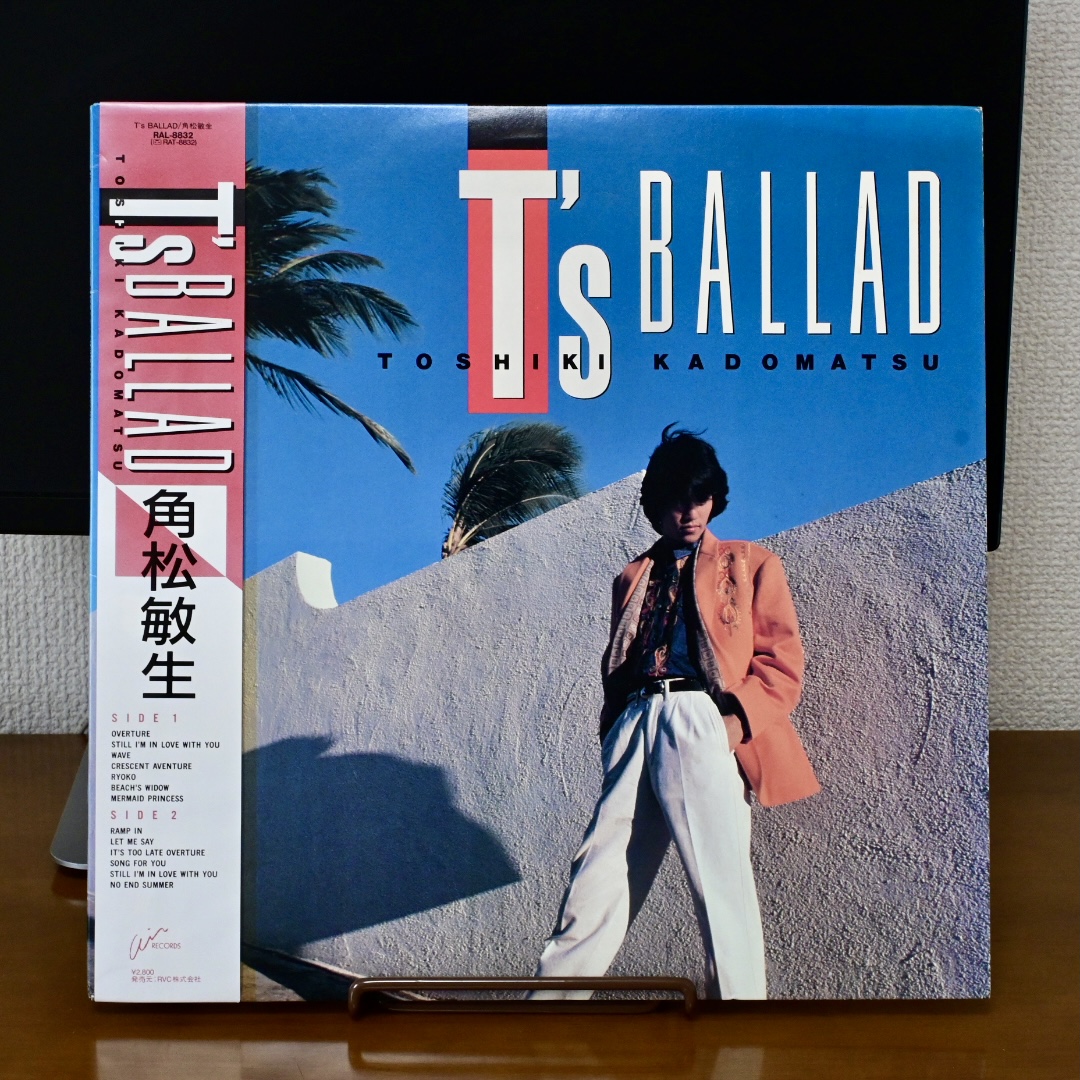 T's BALLAD/角松敏生
RAL-8832
RAT-8832
TOSHIKI KADOMATSU
T's BALLAD
角松敏生
SIDE 1
OVERTURE
STILL I'M IN LOVE WITH YOU
WAVE
CRESCENT AVENTURE
RYOKO
BEACH'S WIDOW
MERMAID PRINCESS
SIDE 2
RAMP IN
LET ME SAY
IT'S TOO LATE OVERTURE
SONG FOR YOU
STILL I'M IN LOVE WITH YOU
NO END SUMMER
Air RECORDS
¥2,800
発売元:RVC株式会社
T's BALLAD
TOSHIKI KADOMATSU